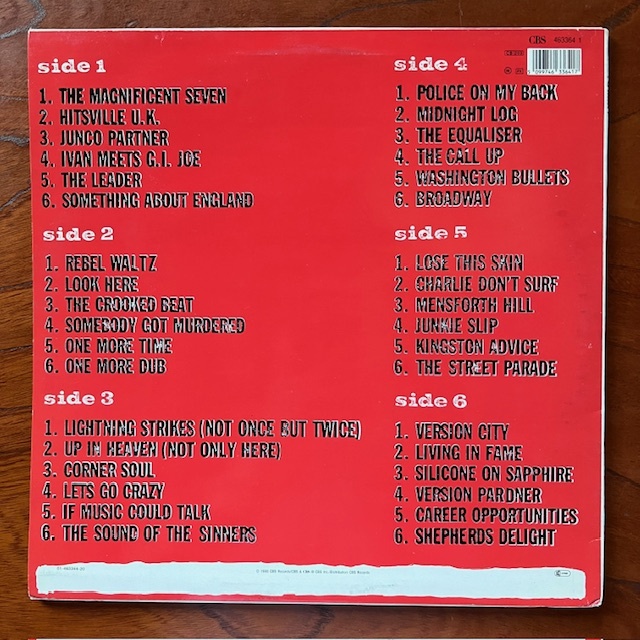 CBS 463364 1
5 099746 336417
side 1
1. THE MAGNIFICENT SEVEN
2. HITSVILLE U.K.
3. JUNCO PARTNER
4. IVAN MEETS G.I. JOE
5. THE LEADER
6. SOMETHING ABOUT ENGLAND
side 2
1. REBEL WALTZ
2. LOOK HERE
3. THE CROOKED BEAT
4. SOMEBODY GOT MURDERED
5. ONE MORE TIME
6. ONE MORE DUB
side 3
1. LIGHTNING STRIKES (NOT ONCE BUT TWICE)
2. UP IN HEAVEN (NOT ONLY HERE)
3. CORNER SOUL
4. LETS GO CRAZY
5. IF MUSIC COULD TALK
6. THE SOUND OF THE SINNERS
side 4
1. POLICE ON MY BACK
2. MIDNIGHT LOG
3. THE EQUALISER
4. THE CALL UP
5. WASHINGTON BULLETS
6. BROADWAY
side 5
1. LOSE THIS SKIN
2. CHARLIE DON'T SURF
3. MENSFORTH HILL
4. JUNKIE SLIP
5. KINGSTON ADVICE
6. THE STREET PARADE
side 6
1. VERSION CITY
2. LIVING IN FAME
3. SILICONE ON SAPPHIRE
4. VERSION PARDNER
5. CAREER OPPORTUNITIES
6. SHEPHERDS DELIGHT